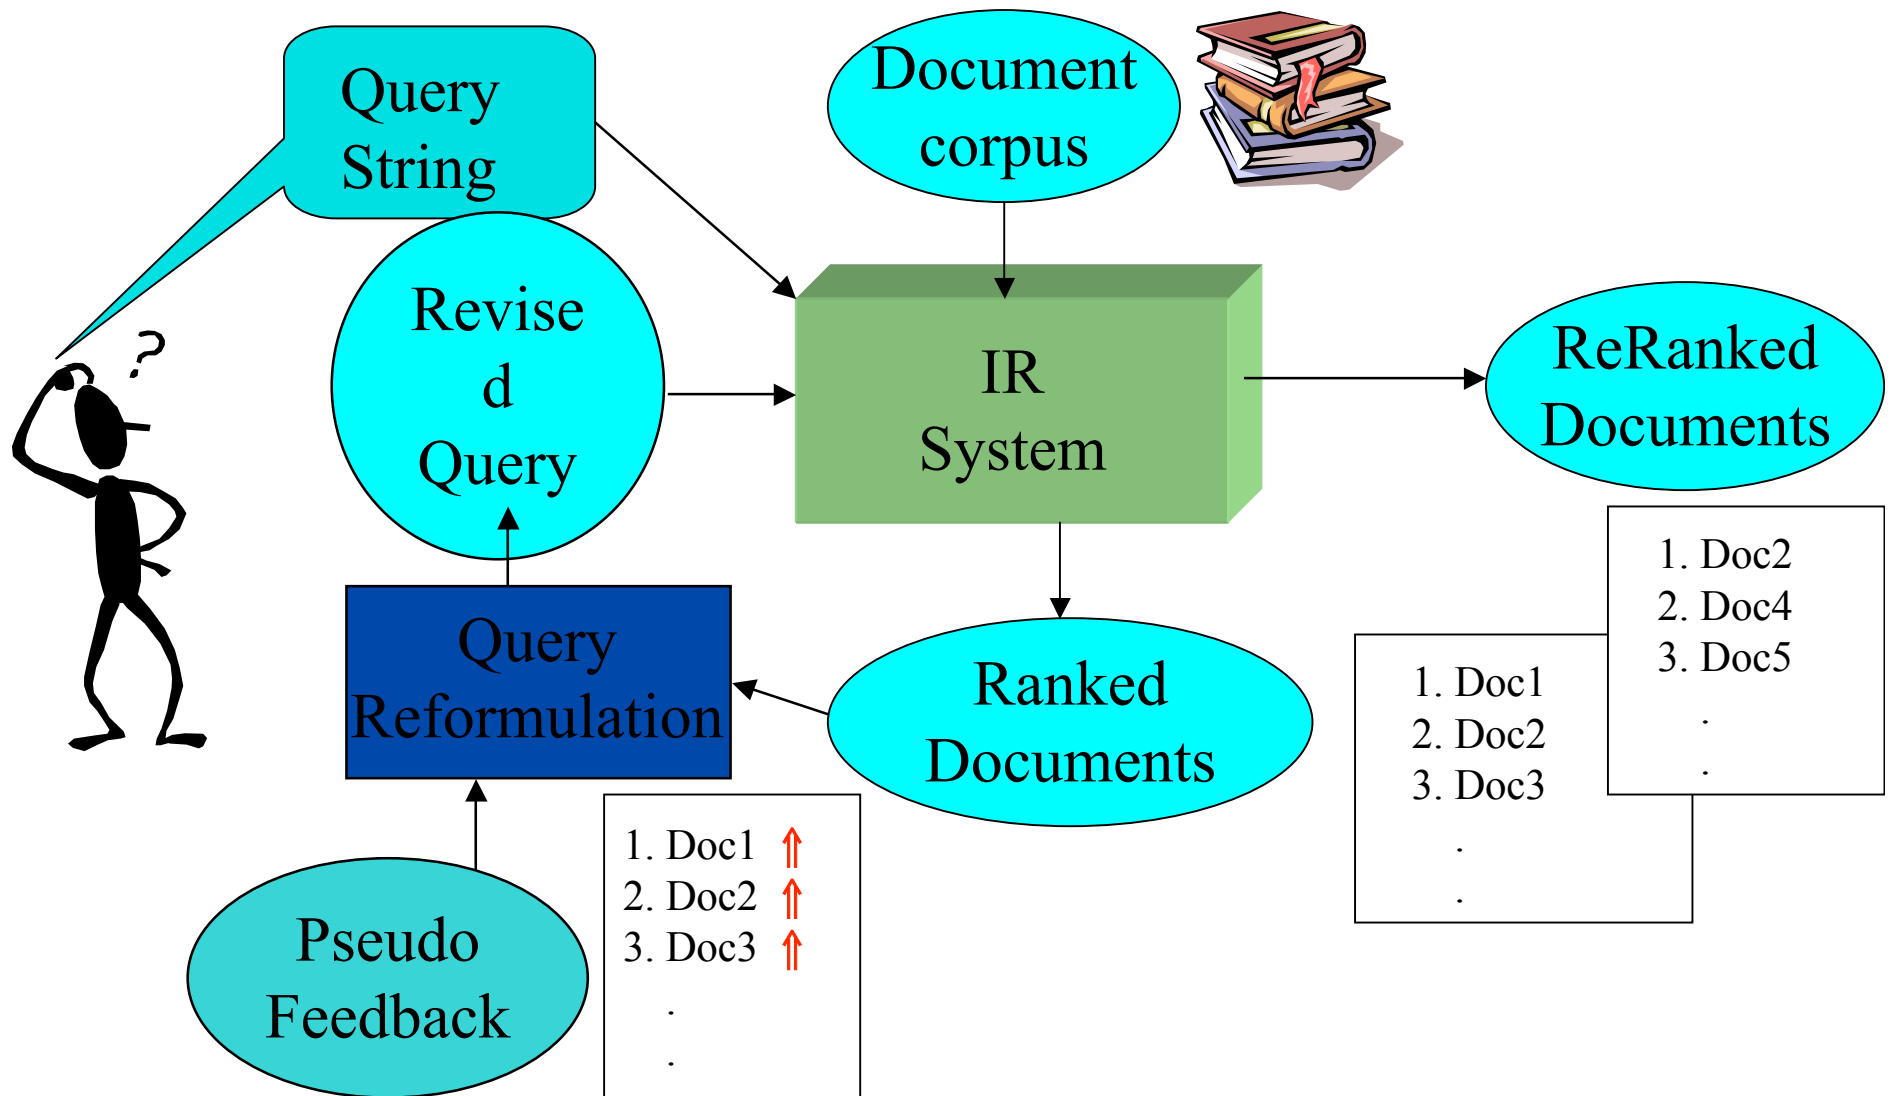 Query
String
Document
corpus
?
Revise
d
Query
IR
System
ReRanked
Documents
Query
Reformulation
Ranked
Documents
1. Doc2
2. Doc4
3. Doc5
.
.
1. Doc1
2. Doc2
3. Doc3
.
.
1. Doc1 ⇑
2. Doc2 ⇑
3. Doc3 ⇑
.
.
Pseudo
Feedback